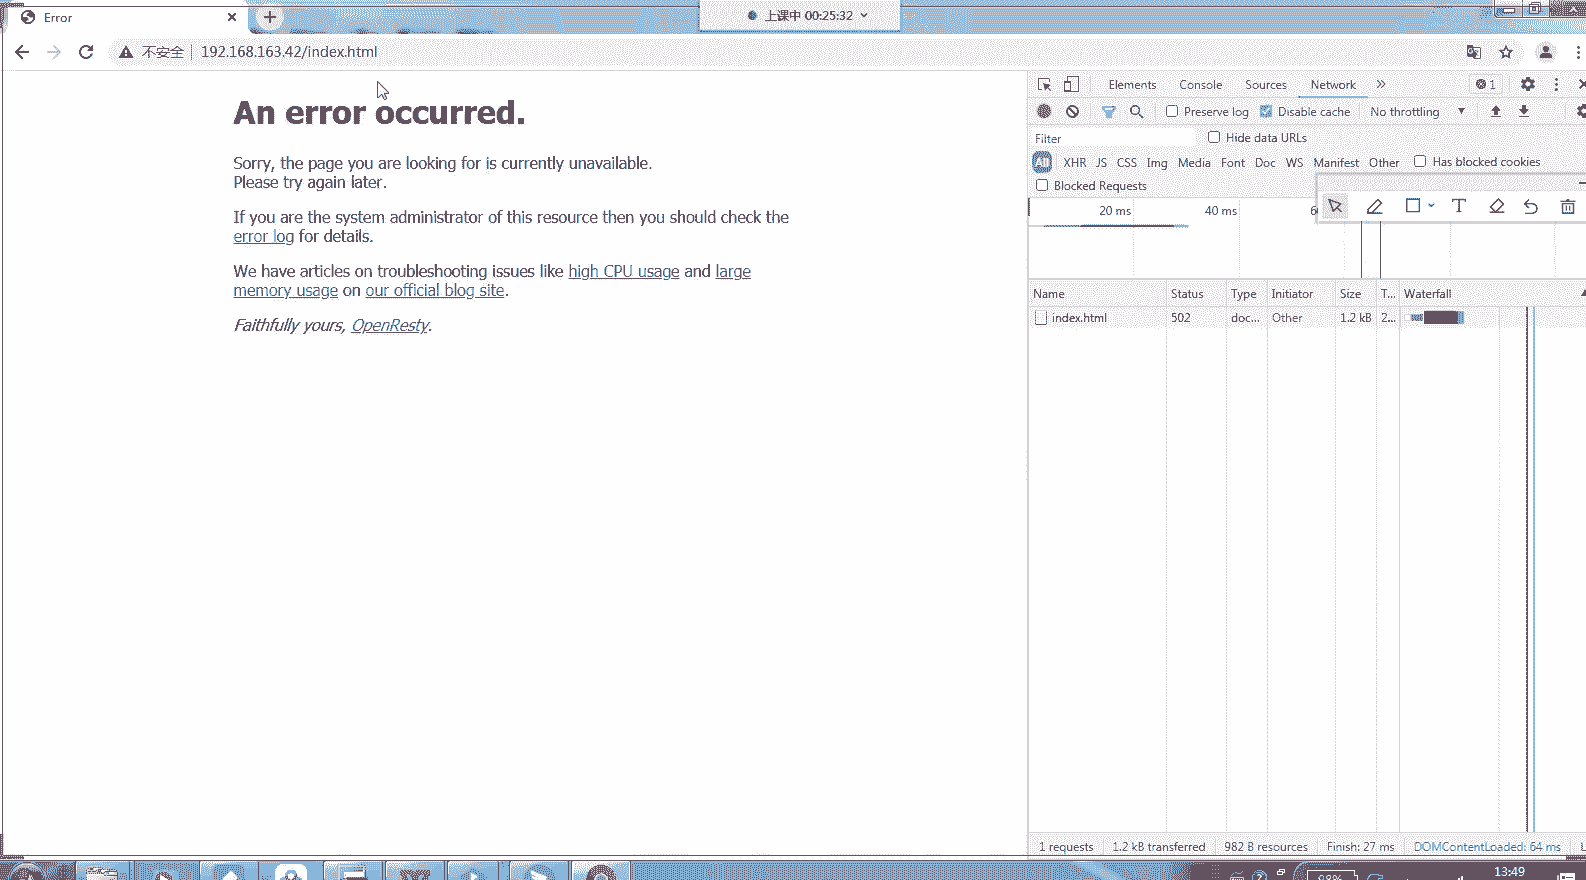 Error
上课中 00:25:32
不安全 192.168.163.42/index.html
An error occurred.
Sorry, the page you are looking for is currently unavailable.
Please try again later.
If you are the system administrator of this resource then you should check the
error log for details.
We have articles on troubleshooting issues like high CPU usage and large
memory usage on our official blog site.
Faithfully yours, OpenResty.
Elements Console Sources Network 1
Preserve log Disable cache No throttling
Filter Hide data URLs
All XHR JS CSS Img Media Font Doc WS Manifest Other Has blocked cookies
Blocked Requests
20 ms 40 ms
Name Status Type Initiator Size T... Waterfall
index.html 502 doc... Other 1.2 kB 2...
1 requests 1.2 kB transferred 982 B resources Finish: 27 ms DOMContentLoaded: 64 ms
98% 13:49